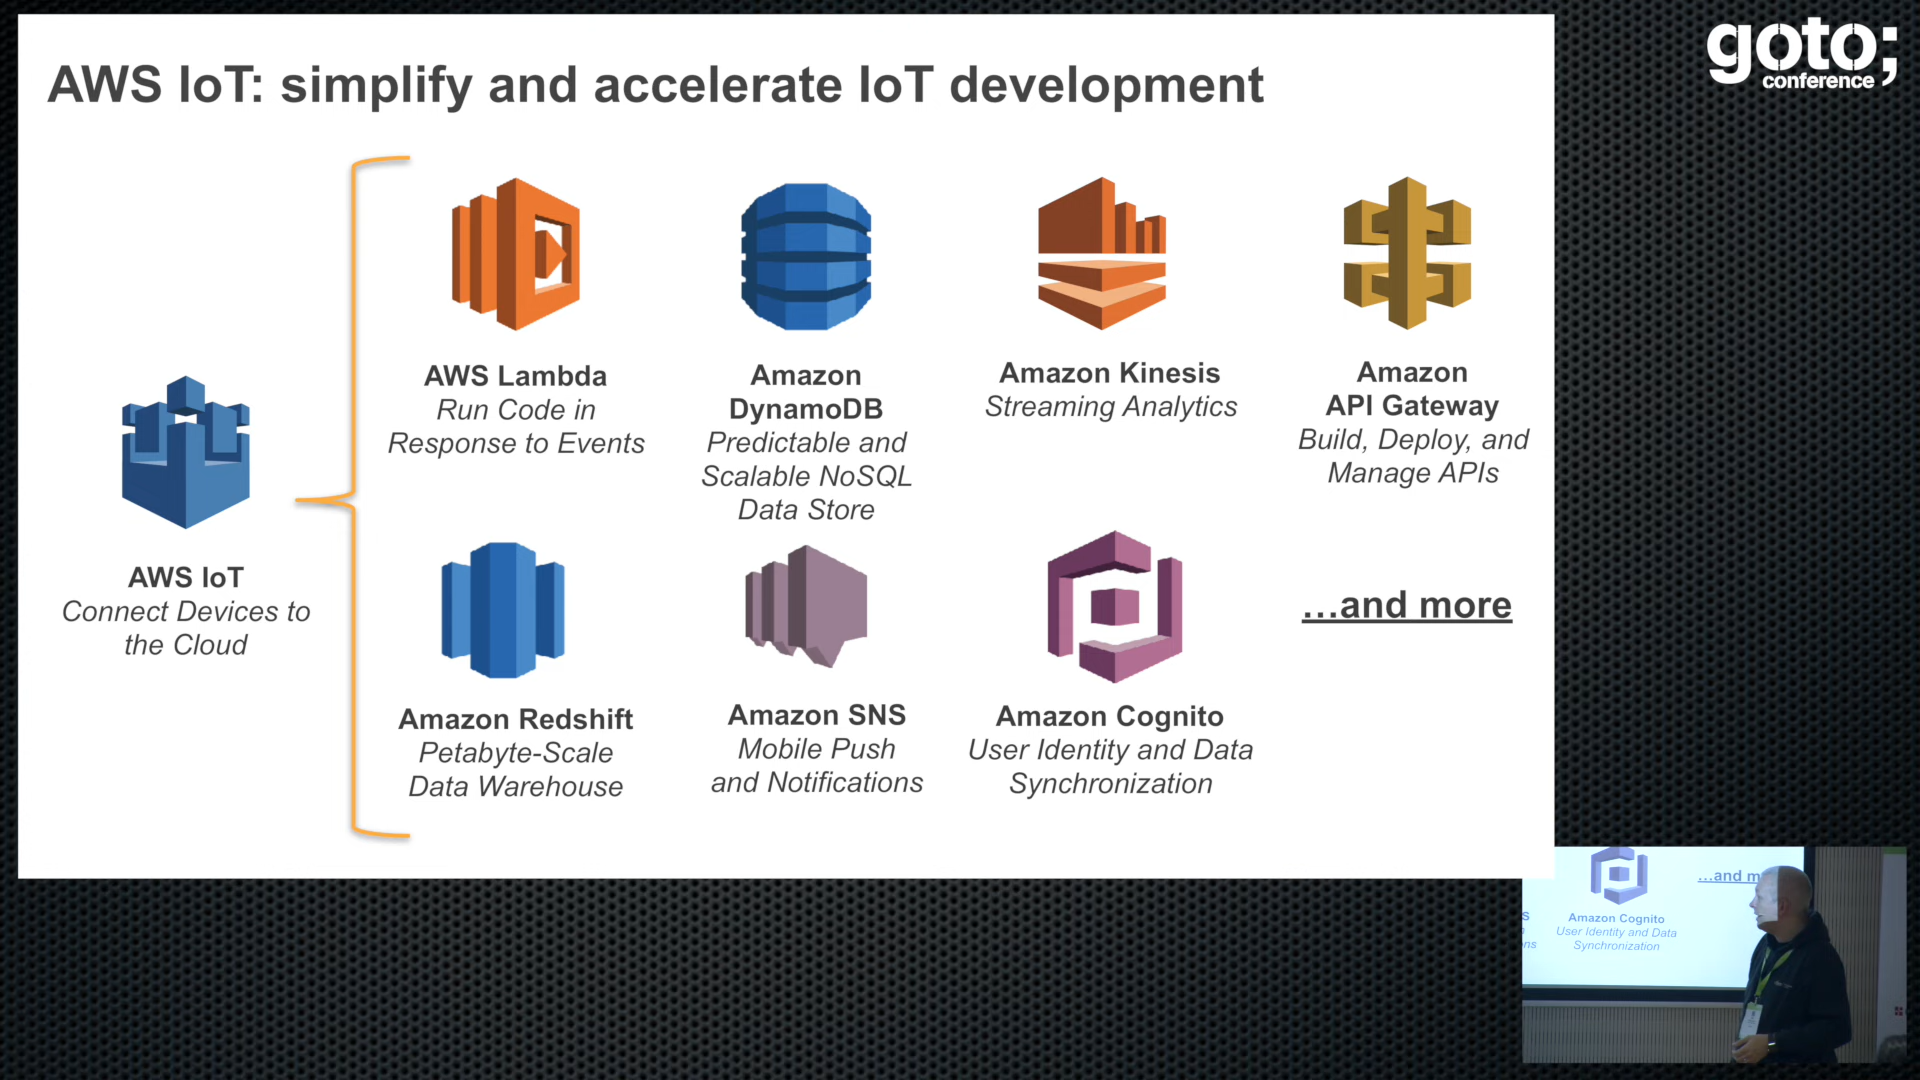 AWS IoT: simplify and accelerate IoT development
goto;
conference
AWS IoT
Connect Devices to
the Cloud
AWS Lambda
Run Code in
Response to Events
Amazon
DynamoDB
Predictable and
Scalable NoSQL
Data Store
Amazon Kinesis
Streaming Analytics
Amazon
API Gateway
Build, Deploy, and
Manage APIs
Amazon Redshift
Petabyte-Scale
Data Warehouse
Amazon SNS
Mobile Push
and Notifications
Amazon Cognito
User Identity and Data
Synchronization
...and more
...and m
S
ns
Amazon Cognito
User Identity and Data
Synchronization